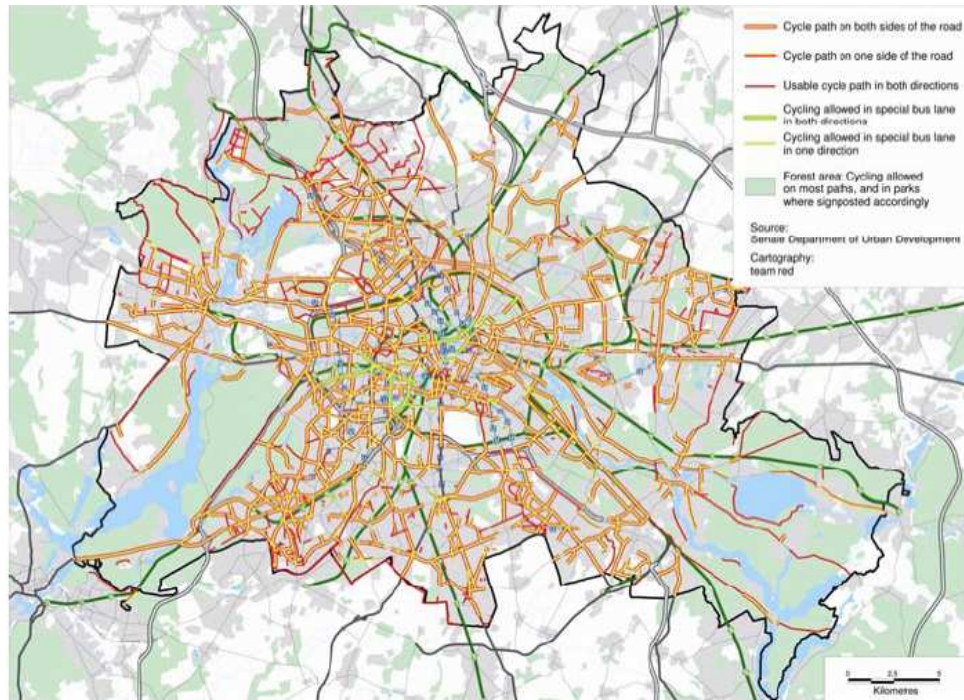 Cycle path on both sides of the road
Cycle path on one side of the road
Usable cycle path in both directions
Cycling allowed in special bus lane
in both directions
Cycling allowed in special bus lane
in one direction
Forest area: Cycling allowed
on most paths, and in parks
where signposted accordingly
Source:
Senate Department of Urban Development
Cartography:
team red
0 2,5 5
Kilometres